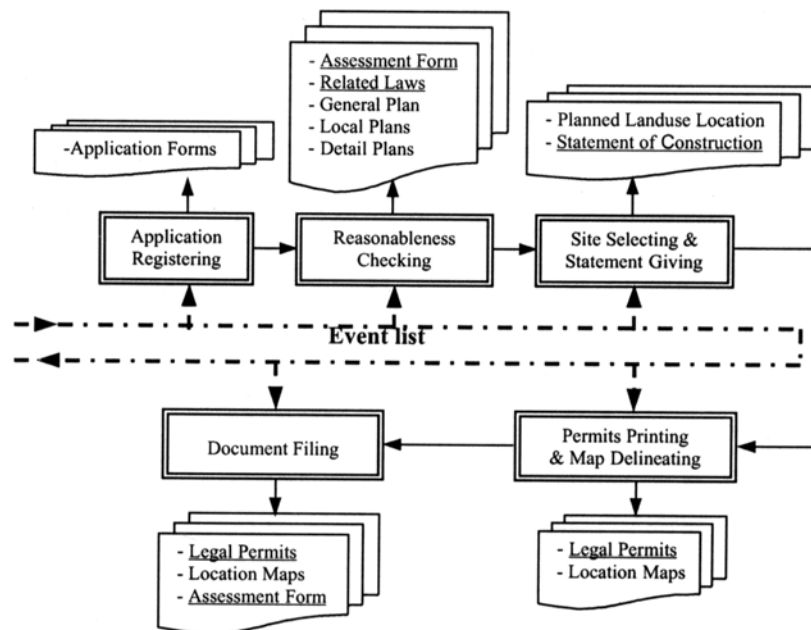 - Assessment Form
- Related Laws
- General Plan
- Local Plans
- Detail Plans
- Planned Landuse Location
- Statement of Construction
-Application Forms
Application
Registering
Reasonableness
Checking
Site Selecting &
Statement Giving
Event list
Document Filing
Permits Printing
& Map Delineating
- Legal Permits
- Location Maps
- Assessment Form
- Legal Permits
- Location Maps